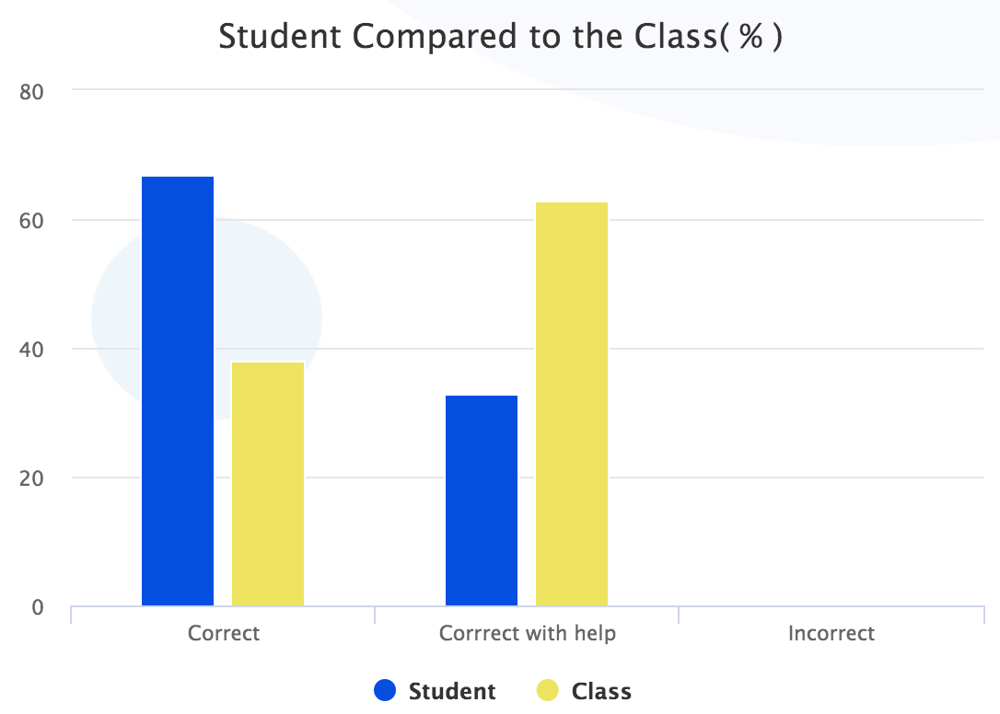 Student Compared to the Class( % )
80
60
40
20
0
Correct
Corrrect with help
Incorrect
Student
Class